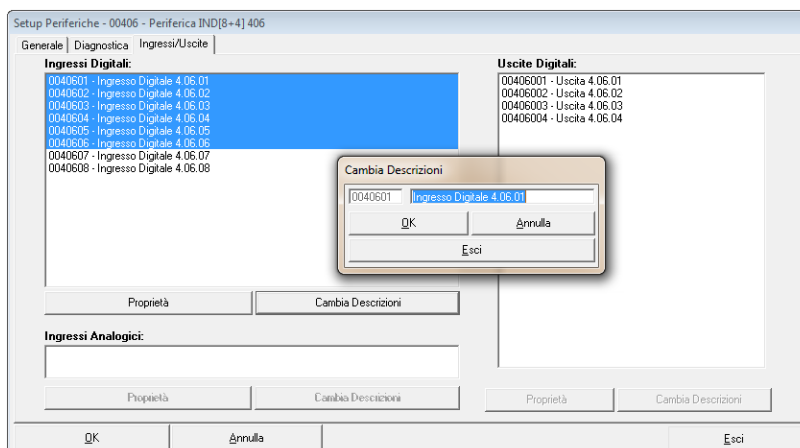 Setup Periferiche - 00406 - Periferica IND[8+4] 406
Generale Diagnostica Ingressi/Uscite
Ingressi Digitali:
0040601 - Ingresso Digitale 4.06.01
0040602 - Ingresso Digitale 4.06.02
0040603 - Ingresso Digitale 4.06.03
0040604 - Ingresso Digitale 4.06.04
0040605 - Ingresso Digitale 4.06.05
0040606 - Ingresso Digitale 4.06.06
0040607 - Ingresso Digitale 4.06.07
0040608 - Ingresso Digitale 4.06.08
Proprietà Cambia Descrizioni
Ingressi Analogici:
Proprietà Cambia Descrizioni
Uscite Digitali:
00406001 - Uscita 4.06.01
00406002 - Uscita 4.06.02
00406003 - Uscita 4.06.03
00406004 - Uscita 4.06.04
Proprietà Cambia Descrizioni
Cambia Descrizioni
0040601 Ingresso Digitale 4.06.01
OK Annulla
Esci
OK Annulla Esci